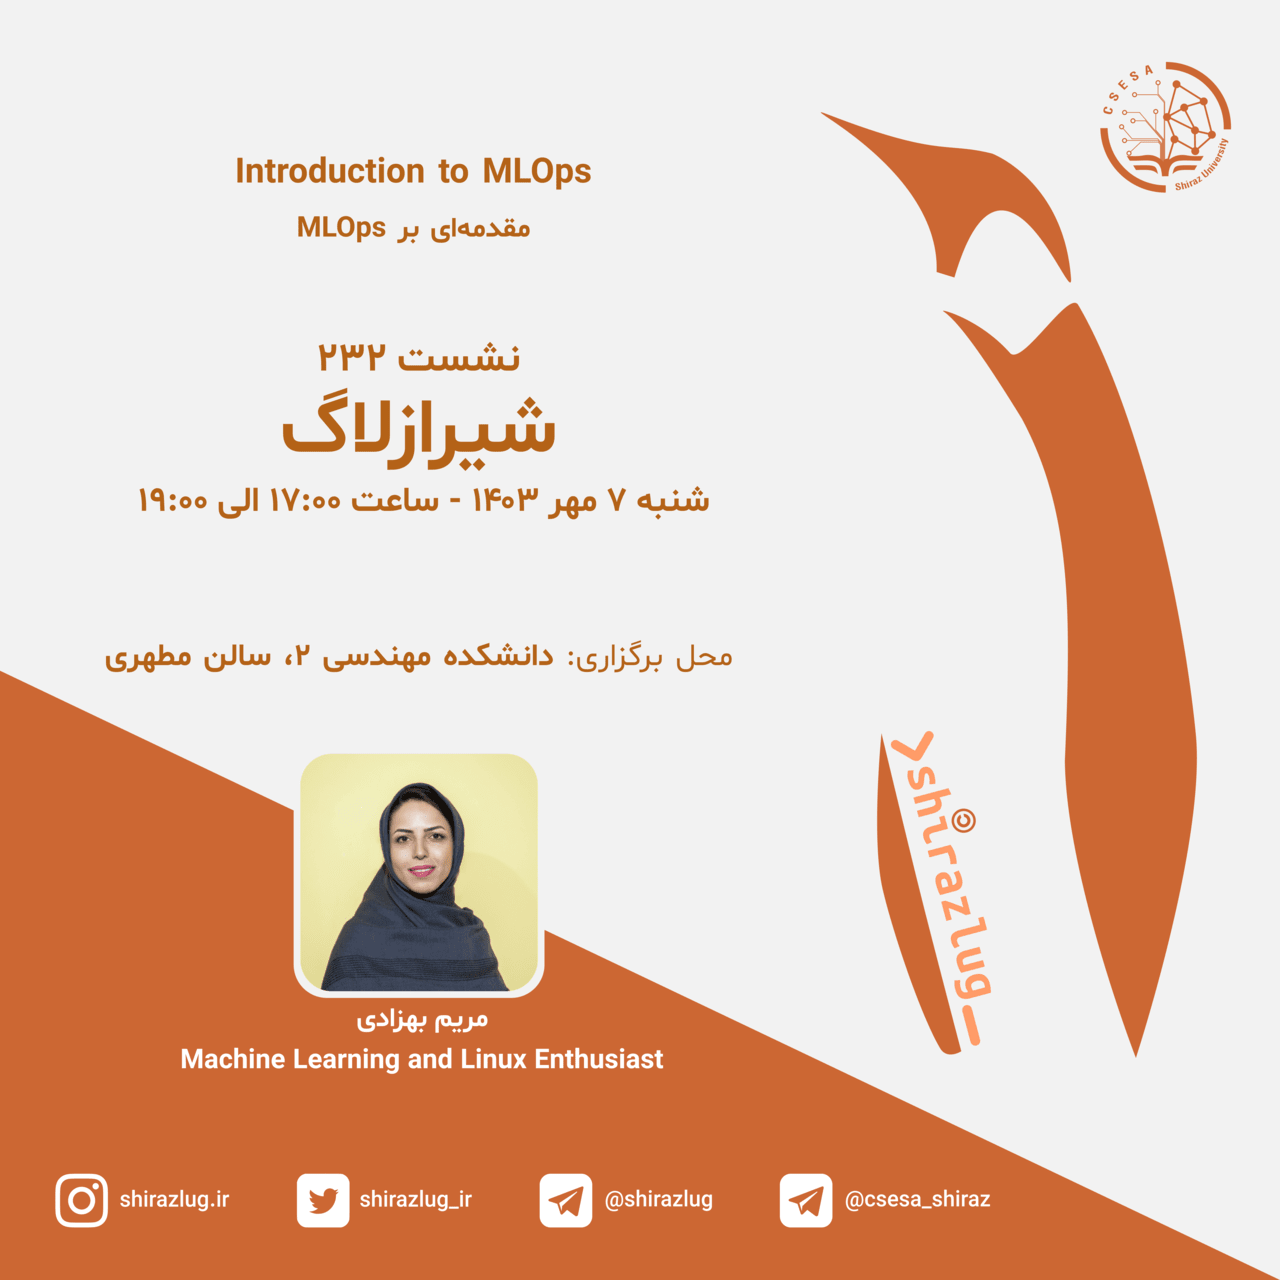 CSESA
Shiraz University
Introduction to MLOps
مقدمه‌ای بر MLOps
نشست ۲۳۲
شیرازلاگ
شنبه ۷ مهر ۱۴۰۳ - ساعت ۱۷:۰۰ الی ۱۹:۰۰
محل برگزاری: دانشکده مهندسی ۲، سالن مطهری
>shirazlug_
مریم بهزادی
Machine Learning and Linux Enthusiast
shirazlug.ir
shirazlug_ir
@shirazlug
@csesa_shiraz